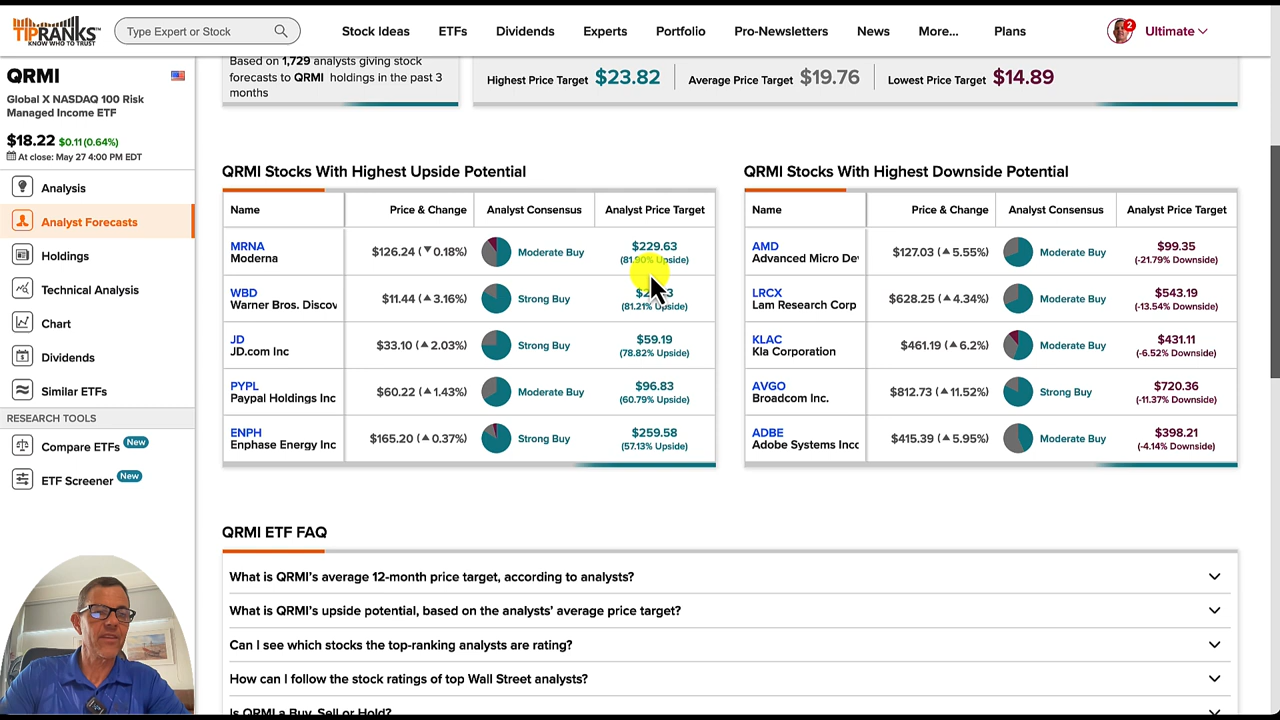 TIPRANKS
KNOW WHO TO TRUST
Type Expert or Stock
Stock Ideas
ETFs
Dividends
Experts
Portfolio
Pro-Newsletters
News
More...
Plans
2
Ultimate
QRMI
Global X NASDAQ 100 Risk
Managed Income ETF
$18.22 $0.11 (0.64%)
At close: May 27 4:00 PM EDT
Analysis
Analyst Forecasts
Holdings
Technical Analysis
Chart
Dividends
Similar ETFs
RESEARCH TOOLS
Compare ETFs New
ETF Screener New
Based on 1,729 analysts giving stock
forecasts to QRMI holdings in the past 3
months
Highest Price Target $23.82
Average Price Target $19.76
Lowest Price Target $14.89
QRMI Stocks With Highest Upside Potential
Name Price & Change Analyst Consensus Analyst Price Target
MRNA
Moderna
$126.24 (▼0.18%)
Moderate Buy
$229.63
(81.90% Upside)
WBD
Warner Bros. Discov
$11.44 (▲3.16%)
Strong Buy
(81.21% Upside)
JD
JD.com Inc
$33.10 (▲2.03%)
Strong Buy
$59.19
(78.82% Upside)
PYPL
Paypal Holdings Inc
$60.22 (▲1.43%)
Moderate Buy
$96.83
(60.79% Upside)
ENPH
Enphase Energy Inc
$165.20 (▲0.37%)
Strong Buy
$259.58
(57.13% Upside)
QRMI Stocks With Highest Downside Potential
Name Price & Change Analyst Consensus Analyst Price Target
AMD
Advanced Micro De
$127.03 (▲5.55%)
Moderate Buy
$99.35
(-21.79% Downside)
LRCX
Lam Research Corp
$628.25 (▲4.34%)
Moderate Buy
$543.19
(-13.54% Downside)
KLAC
Kla Corporation
$461.19 (▲6.2%)
Moderate Buy
$431.11
(-6.52% Downside)
AVGO
Broadcom Inc.
$812.73 (▲11.52%)
Strong Buy
$720.36
(-11.37% Downside)
ADBE
Adobe Systems Inc
$415.39 (▲5.95%)
Moderate Buy
$398.21
(-4.14% Downside)
QRMI ETF FAQ
What is QRMI's average 12-month price target, according to analysts?
What is QRMI's upside potential, based on the analysts' average price target?
Can I see which stocks the top-ranking analysts are rating?
How can I follow the stock ratings of top Wall Street analysts?
Is QRMI a Buy, Sell or Hold?